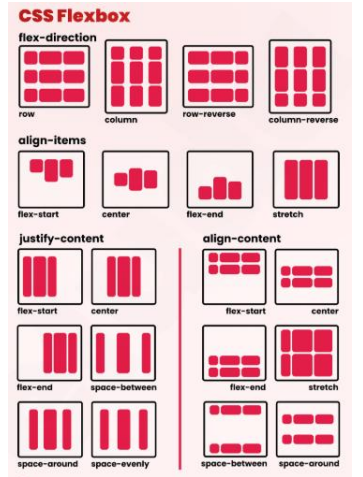 CSS Flexbox
flex-direction
row column row-reverse column-reverse
align-items
flex-start center flex-end stretch
justify-content
flex-start center
flex-end space-between
space-around space-evenly
align-content
flex-start center
flex-end stretch
space-between space-around